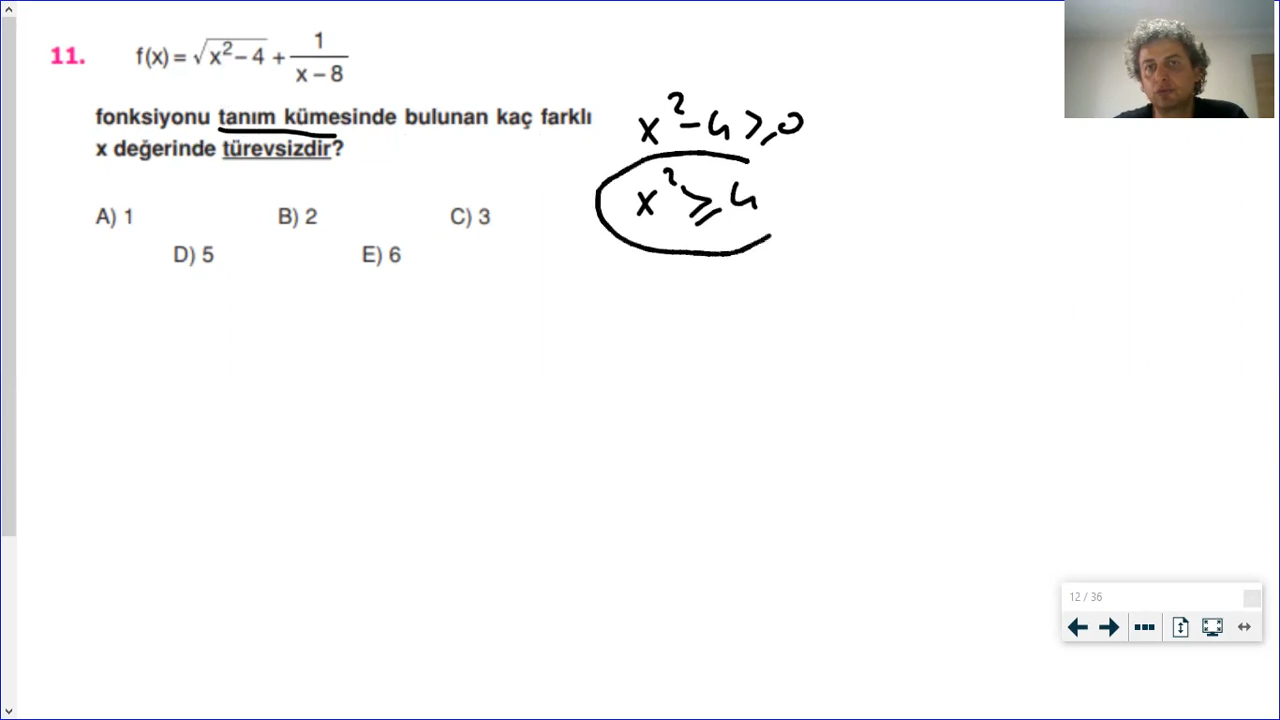 11. f(x) = √(x² – 4) + 1/(x – 8)
fonksiyonu tanım kümesinde bulunan kaç farklı
x değerinde türevsizdir?
A) 1 B) 2 C) 3
D) 5 E) 6
x² – 4 ≥ 0
x² ≥ 4
12 / 36